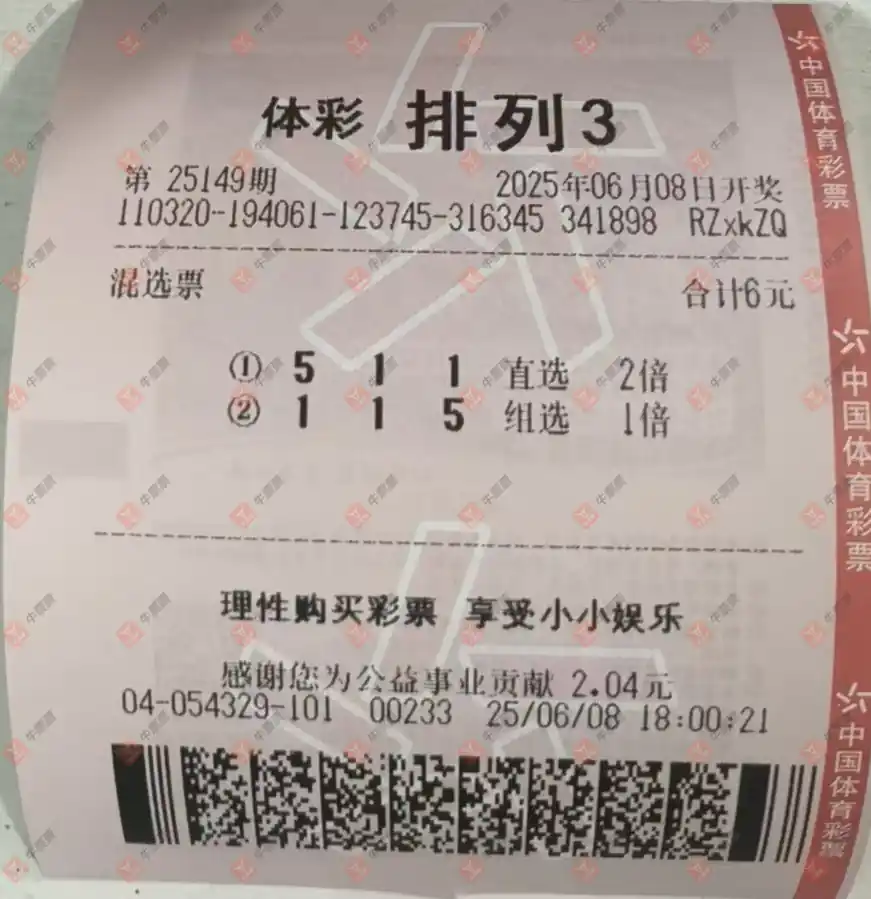 体彩 排列3
第 25149期 2025年06月08日开奖
110320-194061-123745-316345 341898 RZxkZQ
混选票 合计6元
① 5 1 1 直选 2倍
② 1 1 5 组选 1倍
理性购买彩票 享受小小娱乐
感谢您为公益事业贡献 2.04元
04-054329-101 00233 25/06/08 18:00:21
中国体育彩票
中国体育彩票
中国体育彩票